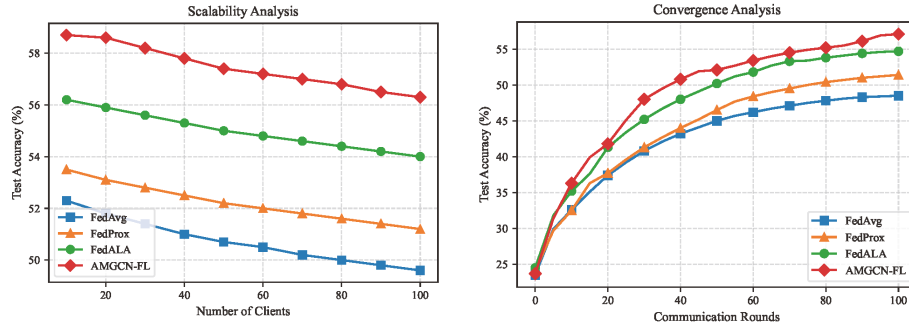 Scalability Analysis
Test Accuracy (%)
58
56
54
52
50
FedAvg
FedProx
FedALA
AMGCN-FL
20
40
60
80
100
Number of Clients
Convergence Analysis
Test Accuracy (%)
55
50
45
40
35
30
25
FedAvg
FedProx
FedALA
AMGCN-FL
0
20
40
60
80
100
Communication Rounds